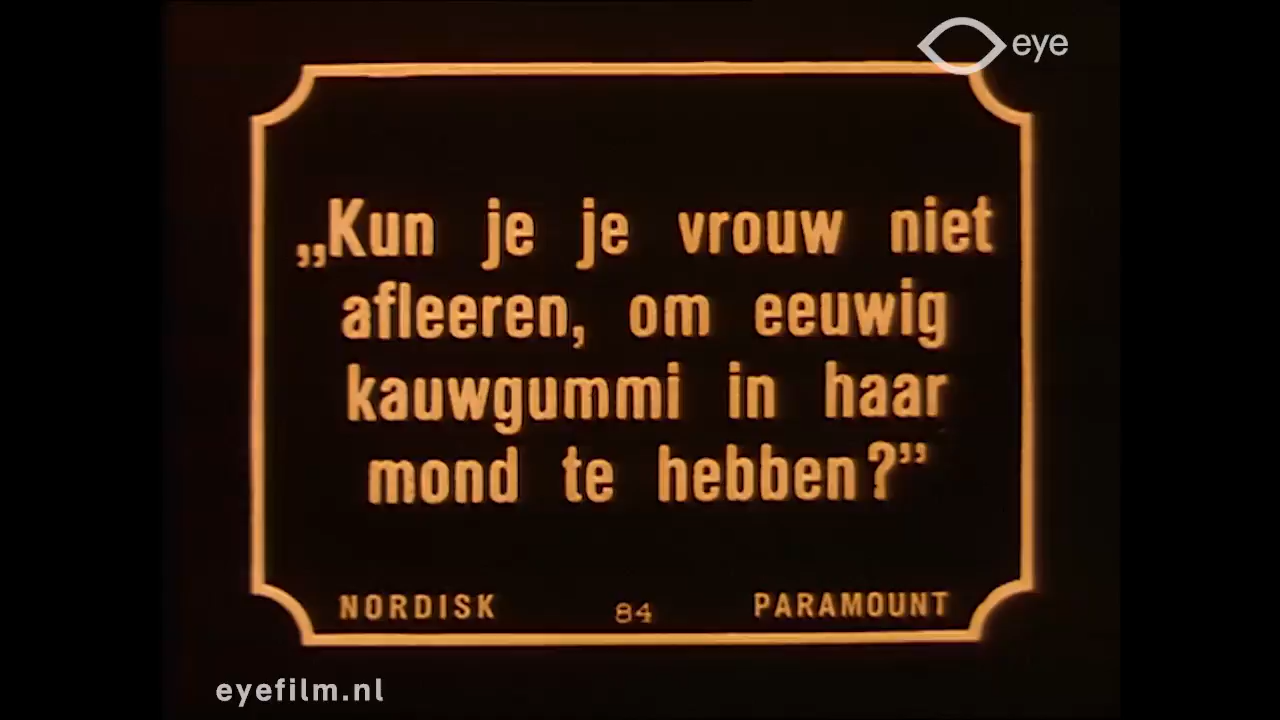 eye
„Kun je je vrouw niet
afleeren, om eeuwig
kauwgummi in haar
mond te hebben?”
NORDISK 84 PARAMOUNT
eyefilm.nl